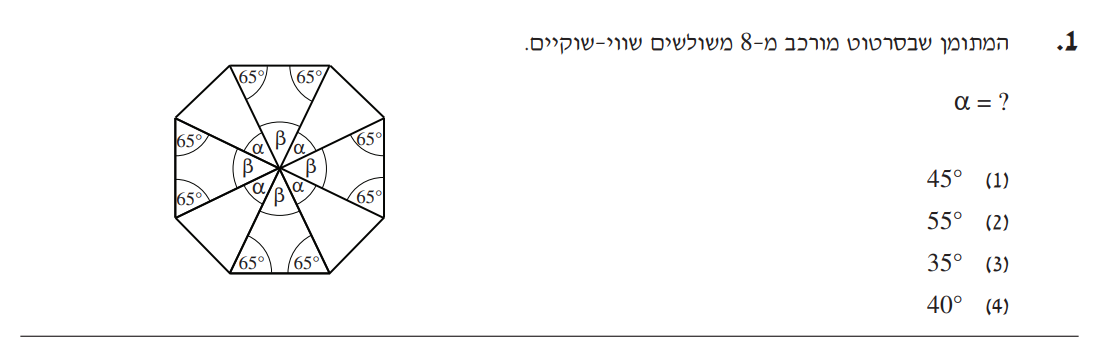 1. המתומן שבסרטוט מורכב מ-8 משולשים שווי-שוקיים.
α = ?
(1) 45°
(2) 55°
(3) 35°
(4) 40°
65° 65°
65° 65°
β
α α
β β
α α
β
65° 65°
65° 65°